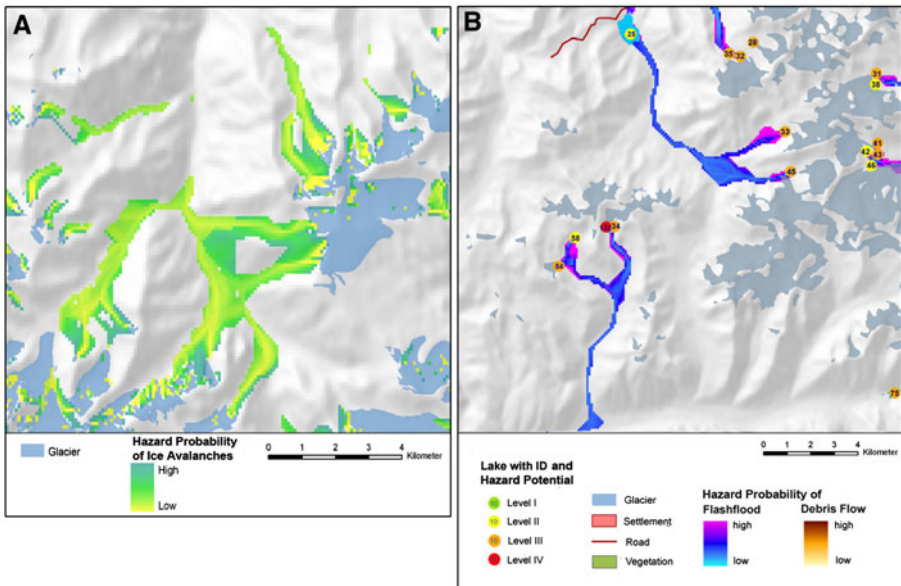 A
Glacier
Hazard Probability
of Ice Avalanches
High
Low
0 1 2 3 4
Kilometer
B
25
35
32
28
31
38
33
45
41
42
43
46
34
58
54
75
0 1 2 3 4
Kilometer
Lake with ID and
Hazard Potential
Level I
Level II
Level III
Level IV
Glacier
Settlement
Road
Vegetation
Hazard Probability of
Flashflood
high
low
Debris Flow
high
low